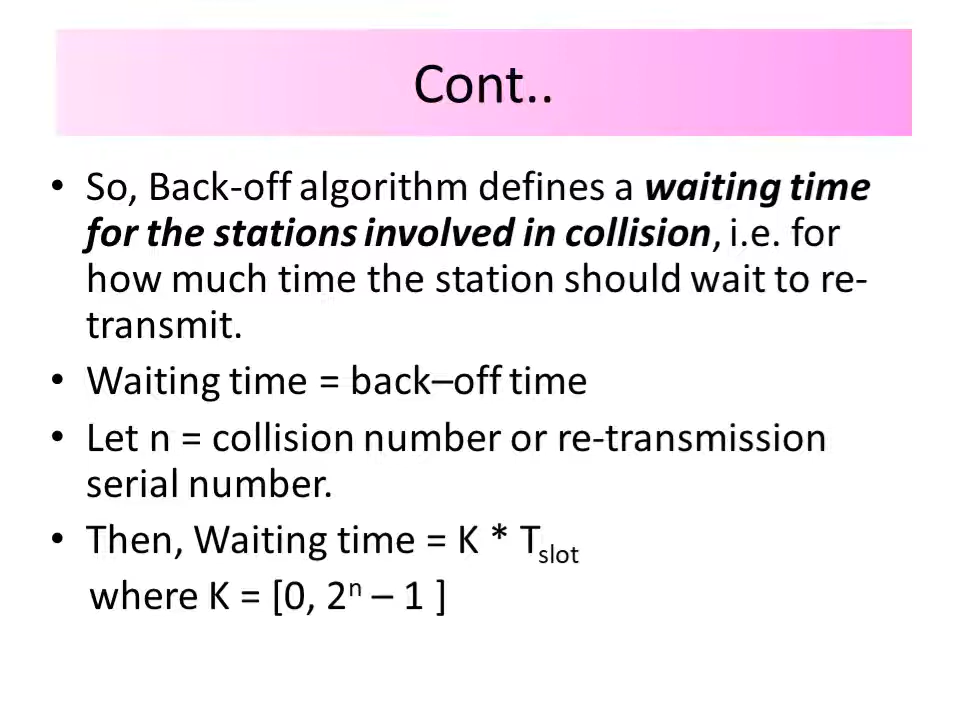 Cont..
• So, Back-off algorithm defines a waiting time
for the stations involved in collision, i.e. for
how much time the station should wait to re-
transmit.
• Waiting time = back–off time
• Let n = collision number or re-transmission
serial number.
• Then, Waiting time = K * Tslot
where K = [0, 2ⁿ – 1 ]